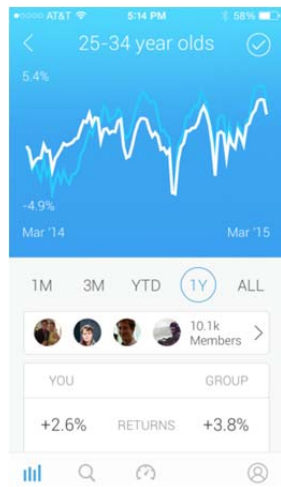 AT&T 5:14 PM 58%
25-34 year olds
5.4%
-4.9%
Mar '14 Mar '15
1M 3M YTD 1Y ALL
10.1k
Members
YOU GROUP
+2.6% RETURNS +3.8%